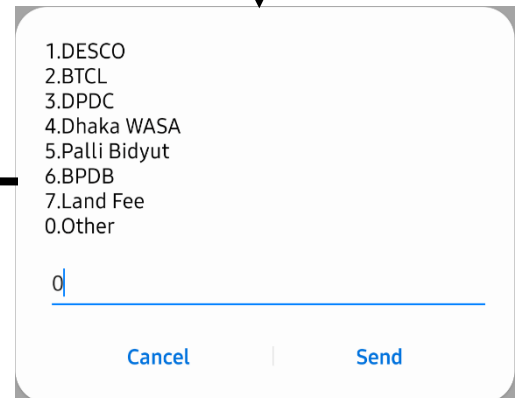 1.DESCO
2.BTCL
3.DPDC
4.Dhaka WASA
5.Palli Bidyut
6.BPDB
7.Land Fee
0.Other
0
Cancel Send